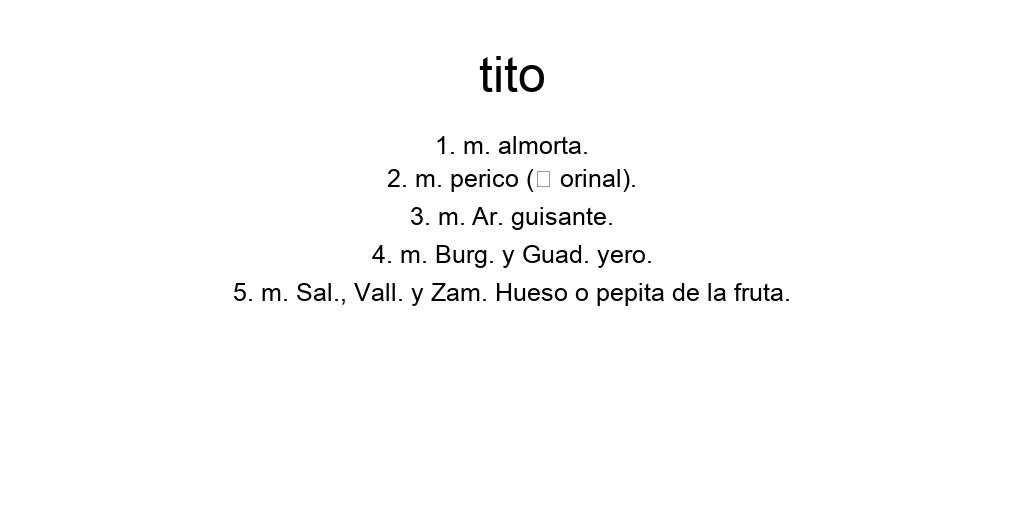 tito
1. m. almorta.
2. m. perico (□ orinal).
3. m. Ar. guisante.
4. m. Burg. y Guad. yero.
5. m. Sal., Vall. y Zam. Hueso o pepita de la fruta.